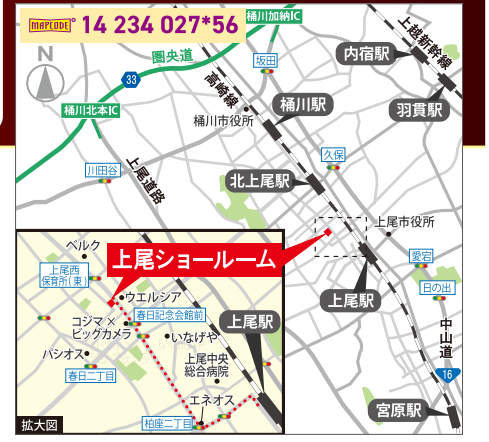 MAPCODE® 14 234 027*56
桶川加納IC
上越新幹線
内宿駅
羽貫駅
N
圏央道
33
坂田
高崎線
桶川北本IC
桶川駅
桶川市役所
川田谷
上尾道路
久保
北上尾駅
上尾市役所
愛宕
上尾ショールーム
上尾駅
日の出
中山道
16
宮原駅
ベルク
上尾西
保育所(東)
ウエルシア
春日記念会館前
コジマ×
ビッグカメラ
いなげや
上尾駅
パシオス
春日二丁目
上尾中央
総合病院
エネオス
柏座二丁目
拡大図